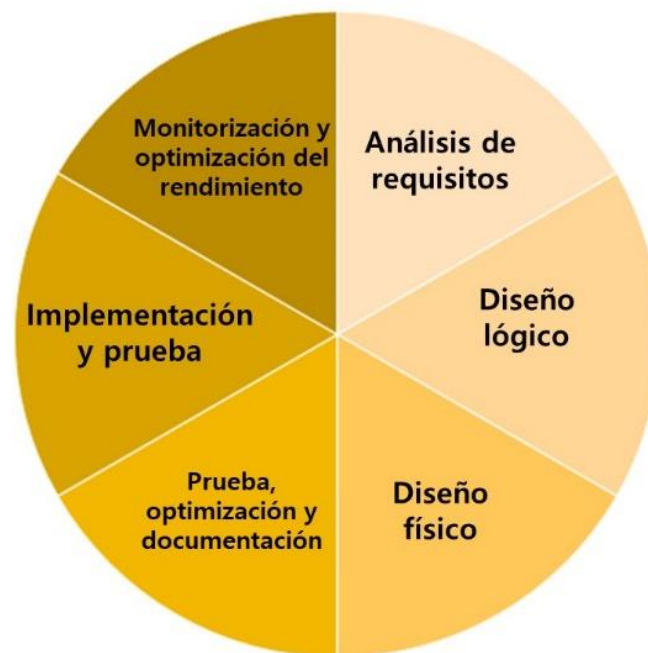 Análisis de
requisitos
Diseño
lógico
Diseño
físico
Prueba,
optimización y
documentación
Implementación
y prueba
Monitorización y
optimización del
rendimiento